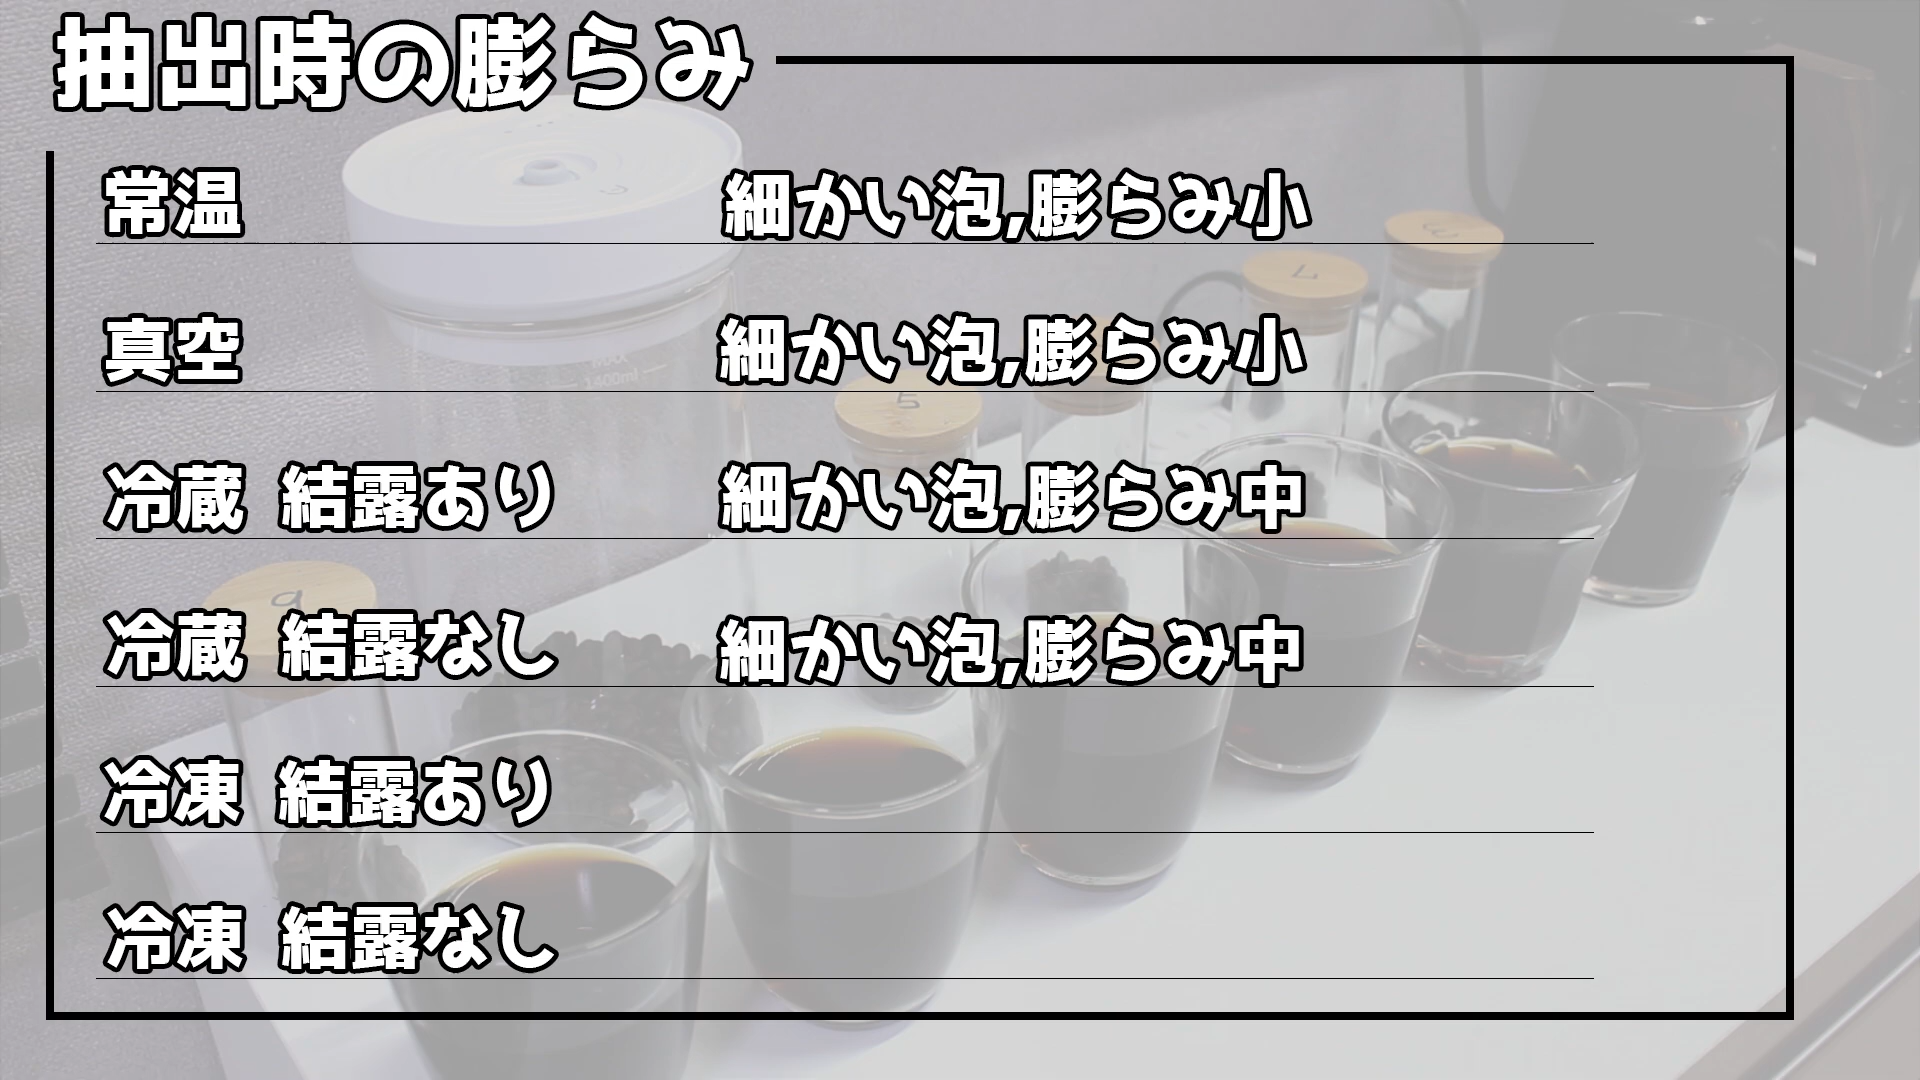 抽出時の膨らみ
常温 細かい泡,膨らみ小
真空 細かい泡,膨らみ小
冷蔵 結露あり 細かい泡,膨らみ中
冷蔵 結露なし 細かい泡,膨らみ中
冷凍 結露あり
冷凍 結露なし
5